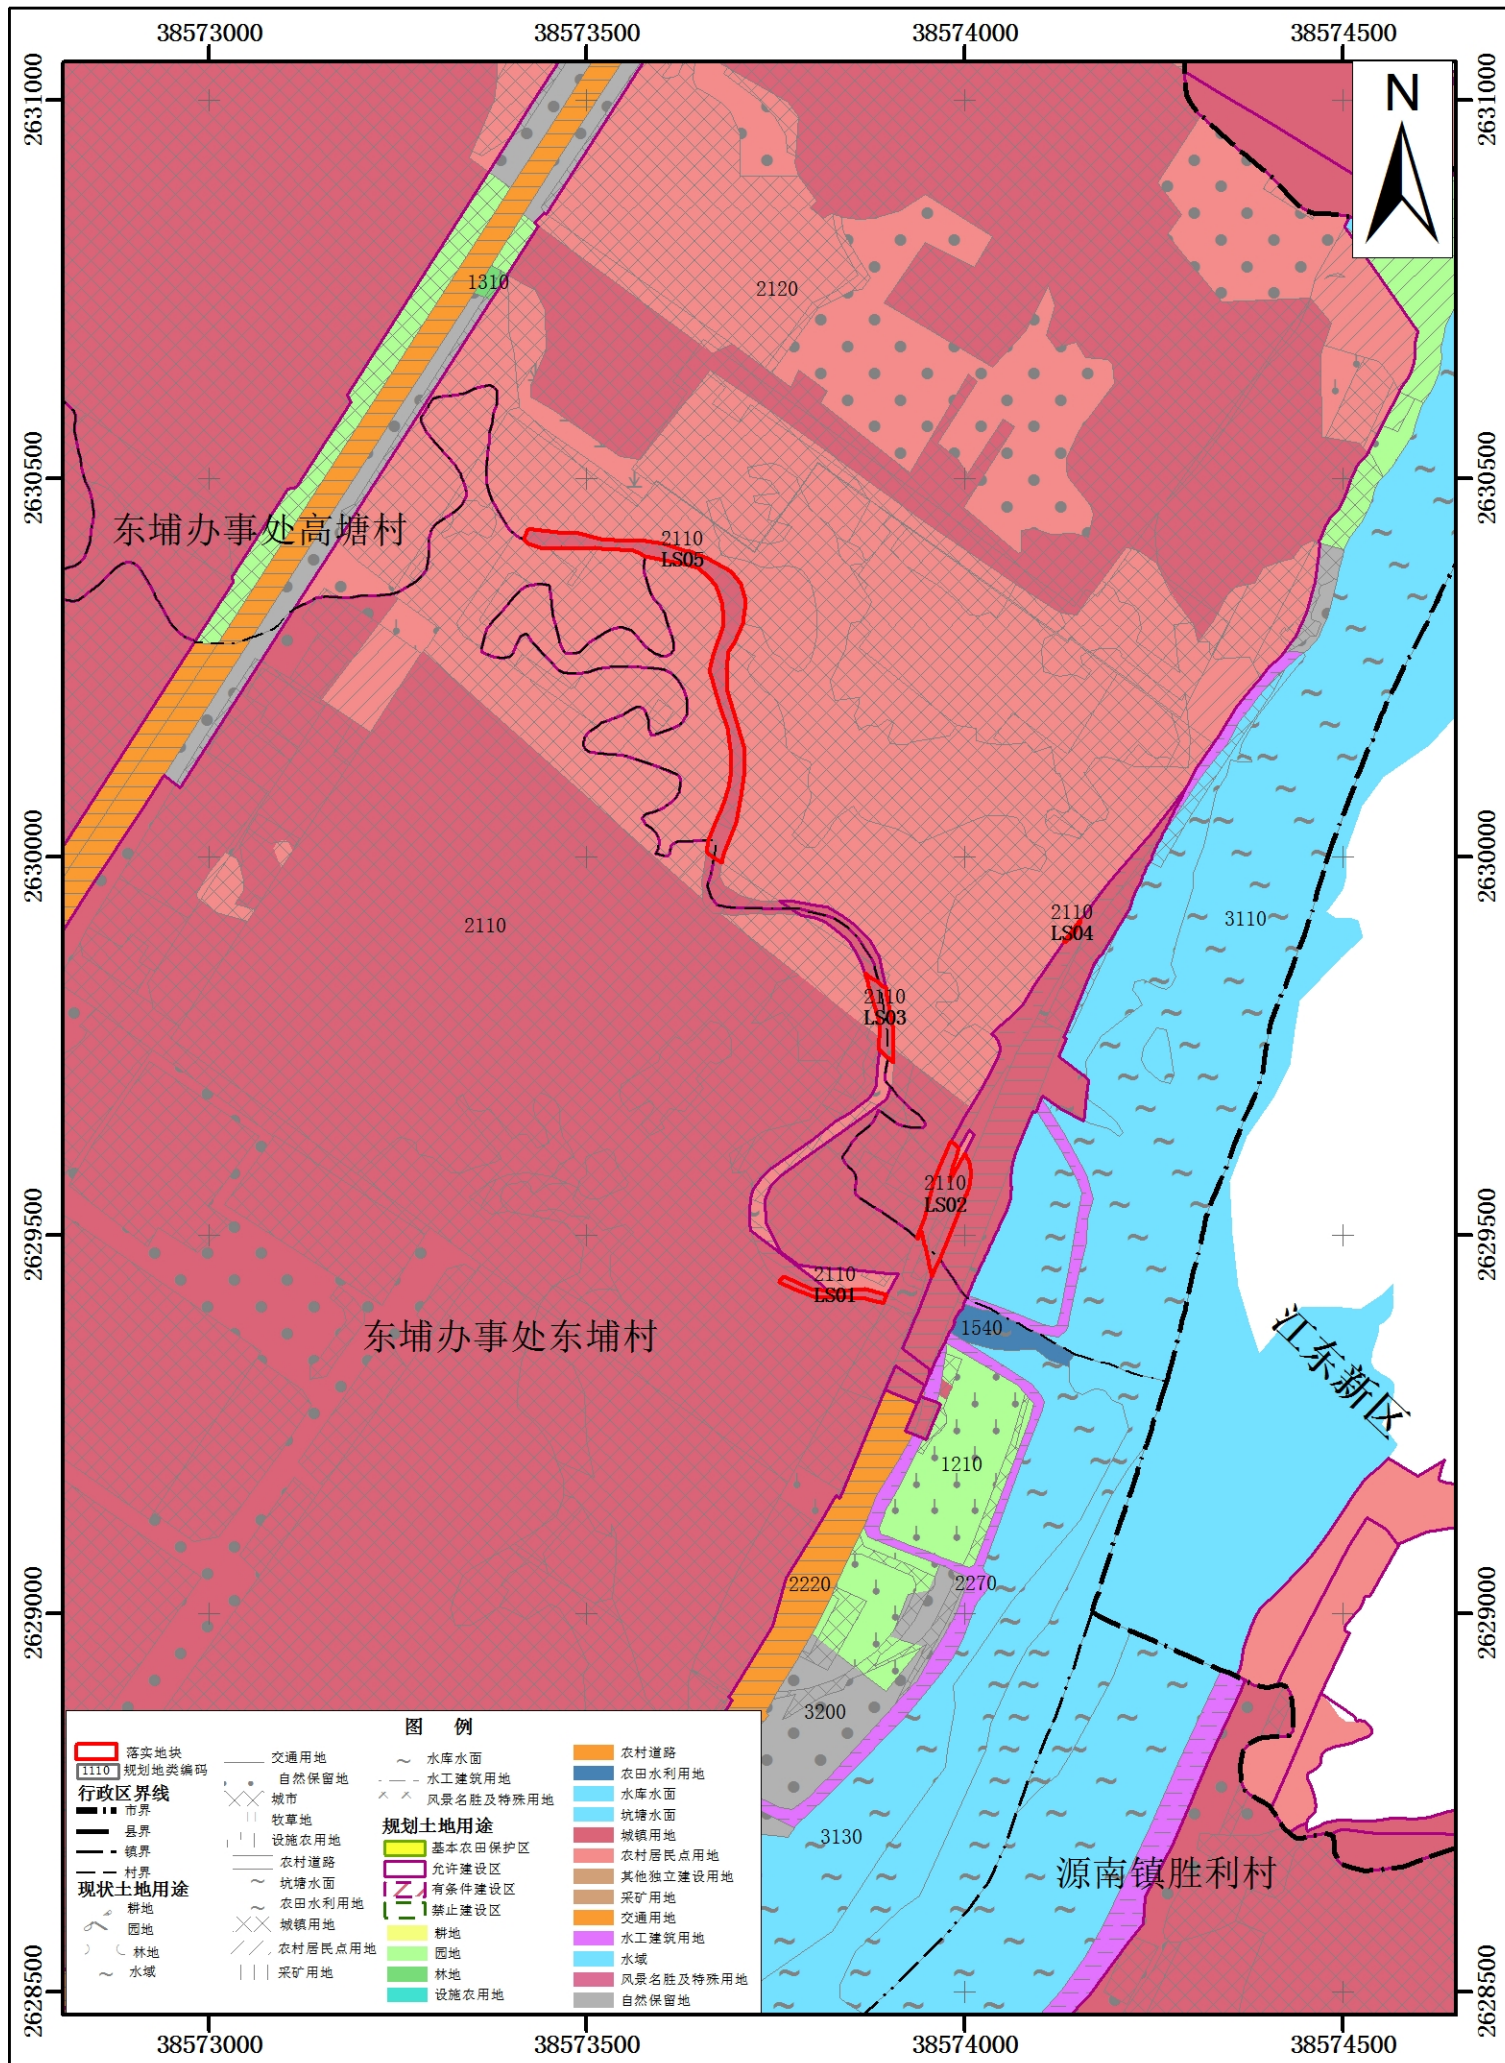 38573000
38573500
38574000
38574500
2631000
2631000
N
1310
2120
2630500
2630500
东埔办事处高塘村
2110
LS05
2630000
2630000
2110
2110
LS04
3110
2110
LS03
2110
LS02
2629500
2629500
2110
LS01
东埔办事处东埔村
1540
江东新区
1210
2220
2270
2629000
2629000
3200
3130
源南镇胜利村
2628500
2628500
图 例
落实地块
1110 规划地类编码
行政区界线
市界
县界
镇界
村界
现状土地用途
耕地
园地
林地
水域
交通用地
自然保留地
城市
牧草地
设施农用地
农村道路
坑塘水面
农田水利用地
城镇用地
农村居民点用地
采矿用地
水库水面
水工建筑用地
风景名胜及特殊用地
规划土地用途
基本农田保护区
允许建设区
有条件建设区
禁止建设区
耕地
园地
林地
设施农用地
农村道路
农田水利用地
水库水面
坑塘水面
城镇用地
农村居民点用地
其他独立建设用地
采矿用地
交通用地
水工建筑用地
水域
风景名胜及特殊用地
自然保留地
38573000
38573500
38574000
38574500